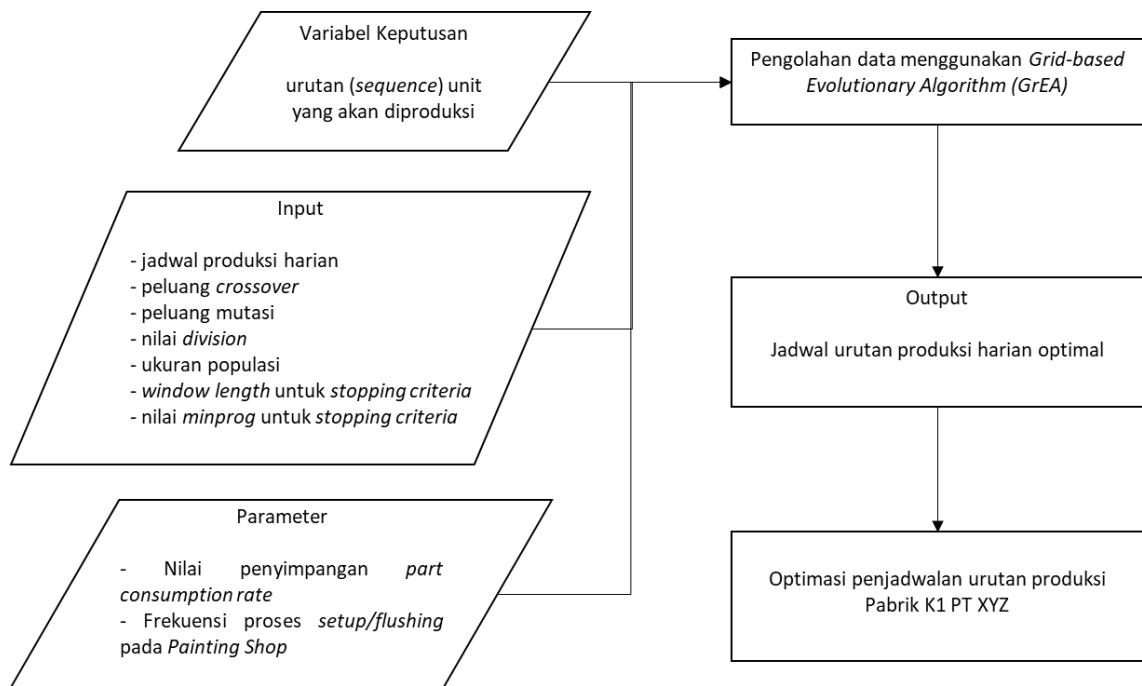 Variabel Keputusan
urutan (sequence) unit
yang akan diproduksi
Input
- jadwal produksi harian
- peluang crossover
- peluang mutasi
- nilai division
- ukuran populasi
- window length untuk stopping criteria
- nilai minprog untuk stopping criteria
Parameter
- Nilai penyimpangan part
consumption rate
- Frekuensi proses setup/flushing
pada Painting Shop
Pengolahan data menggunakan Grid-based
Evolutionary Algorithm (GrEA)
Output
Jadwal urutan produksi harian optimal
Optimasi penjadwalan urutan produksi
Pabrik K1 PT XYZ